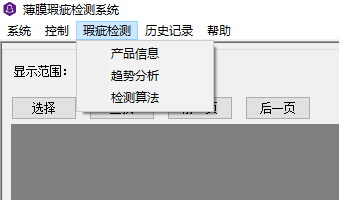 薄膜瑕疵检测系统
系统 控制 瑕疵检测 历史记录 帮助
产品信息
显示范围:
趋势分析
检测算法
选择 后一页